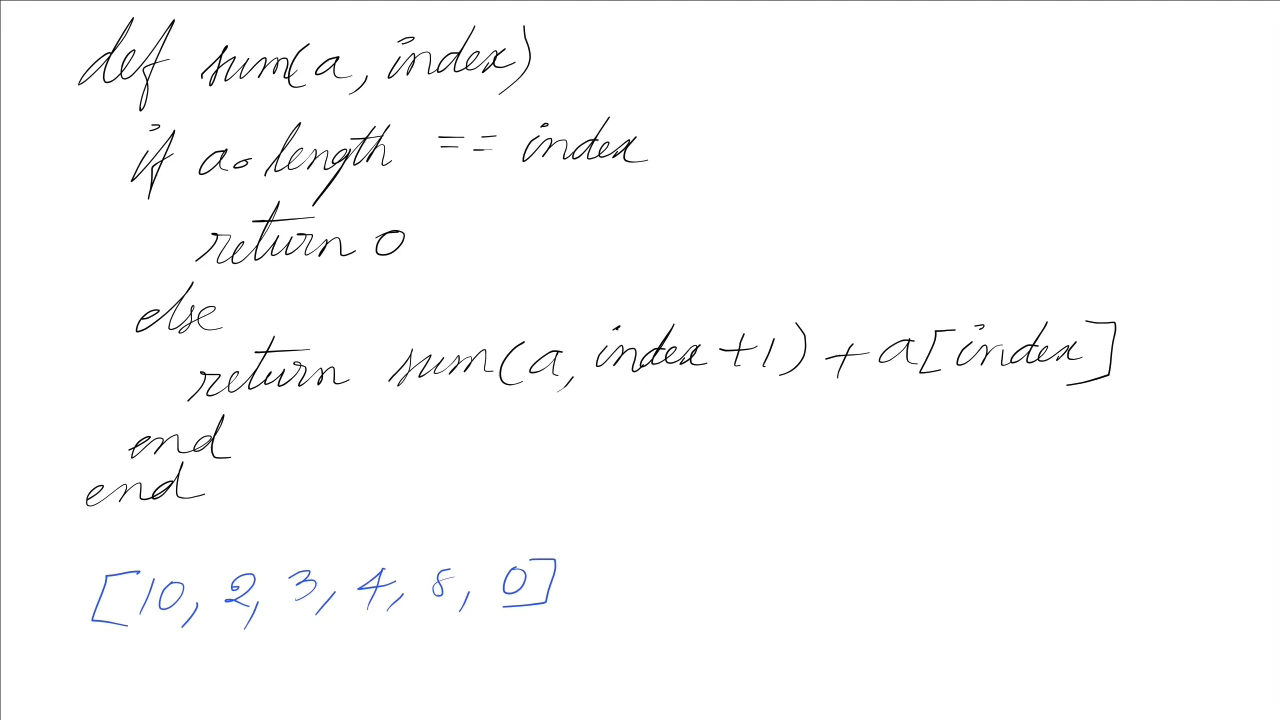 def sum(a, index)
if a.length == index
return 0
else
return sum(a, index+1) + a[index]
end
end
[10, 2, 3, 4, 8, 0]